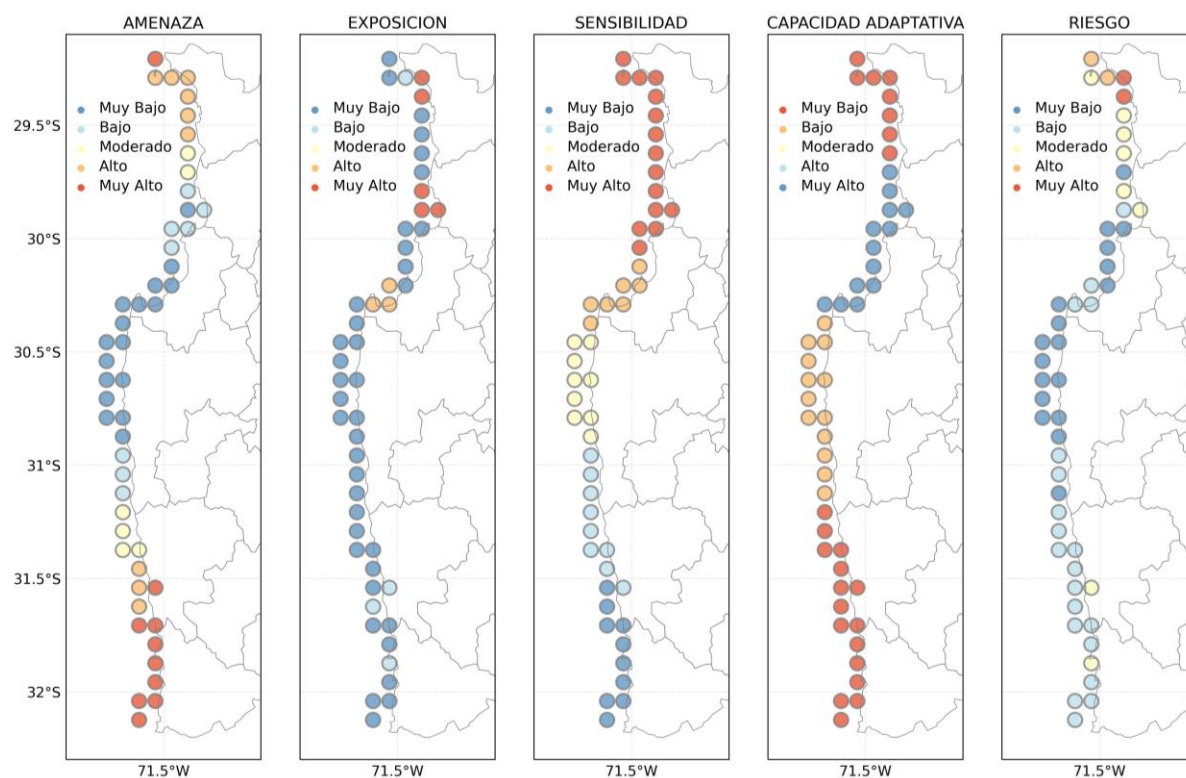 AMENAZA
EXPOSICION
SENSIBILIDAD
CAPACIDAD ADAPTATIVA
RIESGO
Muy Bajo
Bajo
Moderado
Alto
Muy Alto
Muy Bajo
Bajo
Moderado
Alto
Muy Alto
Muy Bajo
Bajo
Moderado
Alto
Muy Alto
Muy Bajo
Bajo
Moderado
Alto
Muy Alto
Muy Bajo
Bajo
Moderado
Alto
Muy Alto
29.5°S
30°S
30.5°S
31°S
31.5°S
32°S
71.5°W
71.5°W
71.5°W
71.5°W
71.5°W